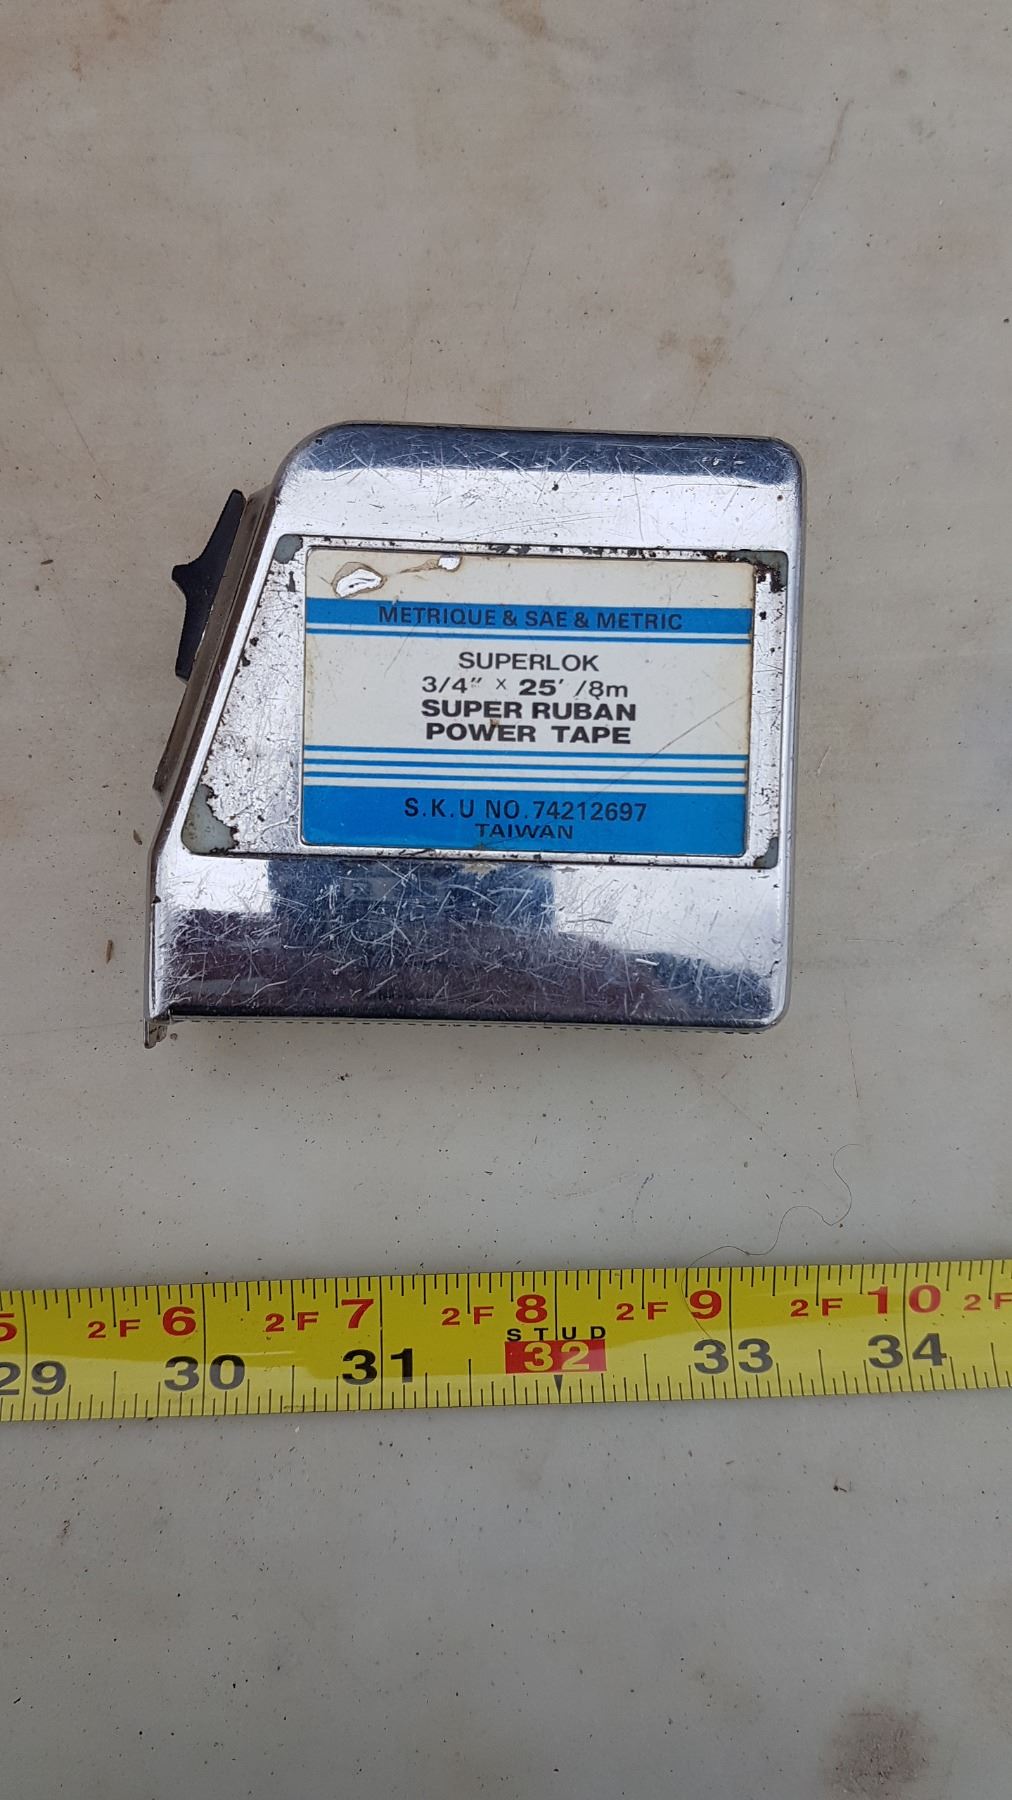 METRIQUE & SAE & METRIC
SUPERLOK
3/4" x 25' /8m
SUPER RUBAN
POWER TAPE
S.K.U NO.74212697
TAIWAN
5 2F 6 2F 7 2F 8 2F 9 2F 10 2F
STUD
29 30 31 32 33 34